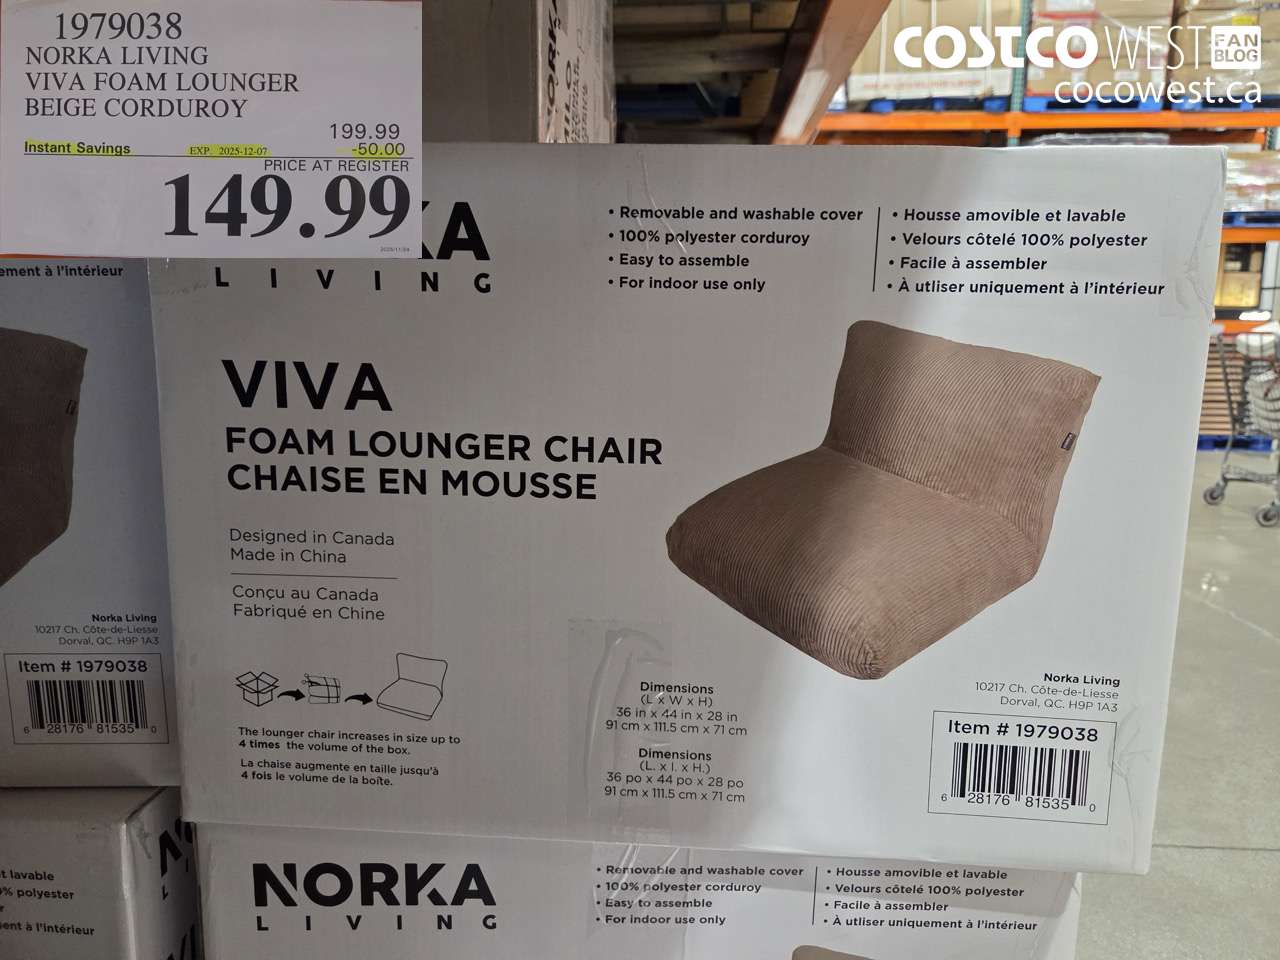 1979038
NORKA LIVING
VIVA FOAM LOUNGER
BEIGE CORDUROY
199.99
Instant Savings EXP. 2025-12-07 -50.00
PRICE AT REGISTER
149.99
COSTCO WEST FAN BLOG
cocowest.ca
KA
LIVING
• Removable and washable cover
• 100% polyester corduroy
• Easy to assemble
• For indoor use only
• Housse amovible et lavable
• Velours côtelé 100% polyester
• Facile à assembler
• À utliser uniquement à l'intérieur
VIVA
FOAM LOUNGER CHAIR
CHAISE EN MOUSSE
Designed in Canada
Made in China
Conçu au Canada
Fabriqué en Chine
The lounger chair increases in size up to
4 times the volume of the box.
La chaise augmente en taille jusqu'à
4 fois le volume de la boîte.
Dimensions
(L x W x H)
36 in x 44 in x 28 in
91 cm x 111.5 cm x 71 cm
Dimensions
(L. x l. x H.)
36 po x 44 po x 28 po
91 cm x 111.5 cm x 71 cm
Norka Living
10217 Ch. Côte-de-Liesse
Dorval, QC. H9P 1A3
Item # 1979038
6 28176 81535 0
ement à l'intérieur
Norka Living
10217 Ch. Côte-de-Liesse
Dorval, QC. H9P 1A3
Item # 1979038
6 28176 81535 0
et lavable
% polyester
r
ent à l'intérieur
NORKA
LIVING
• Removable and washable cover
• 100% polyester corduroy
• Easy to assemble
• For indoor use only
• Housse amovible et lavable
• Velours côtelé 100% polyester
• Facile à assembler
• À utliser uniquement à l'intérieur